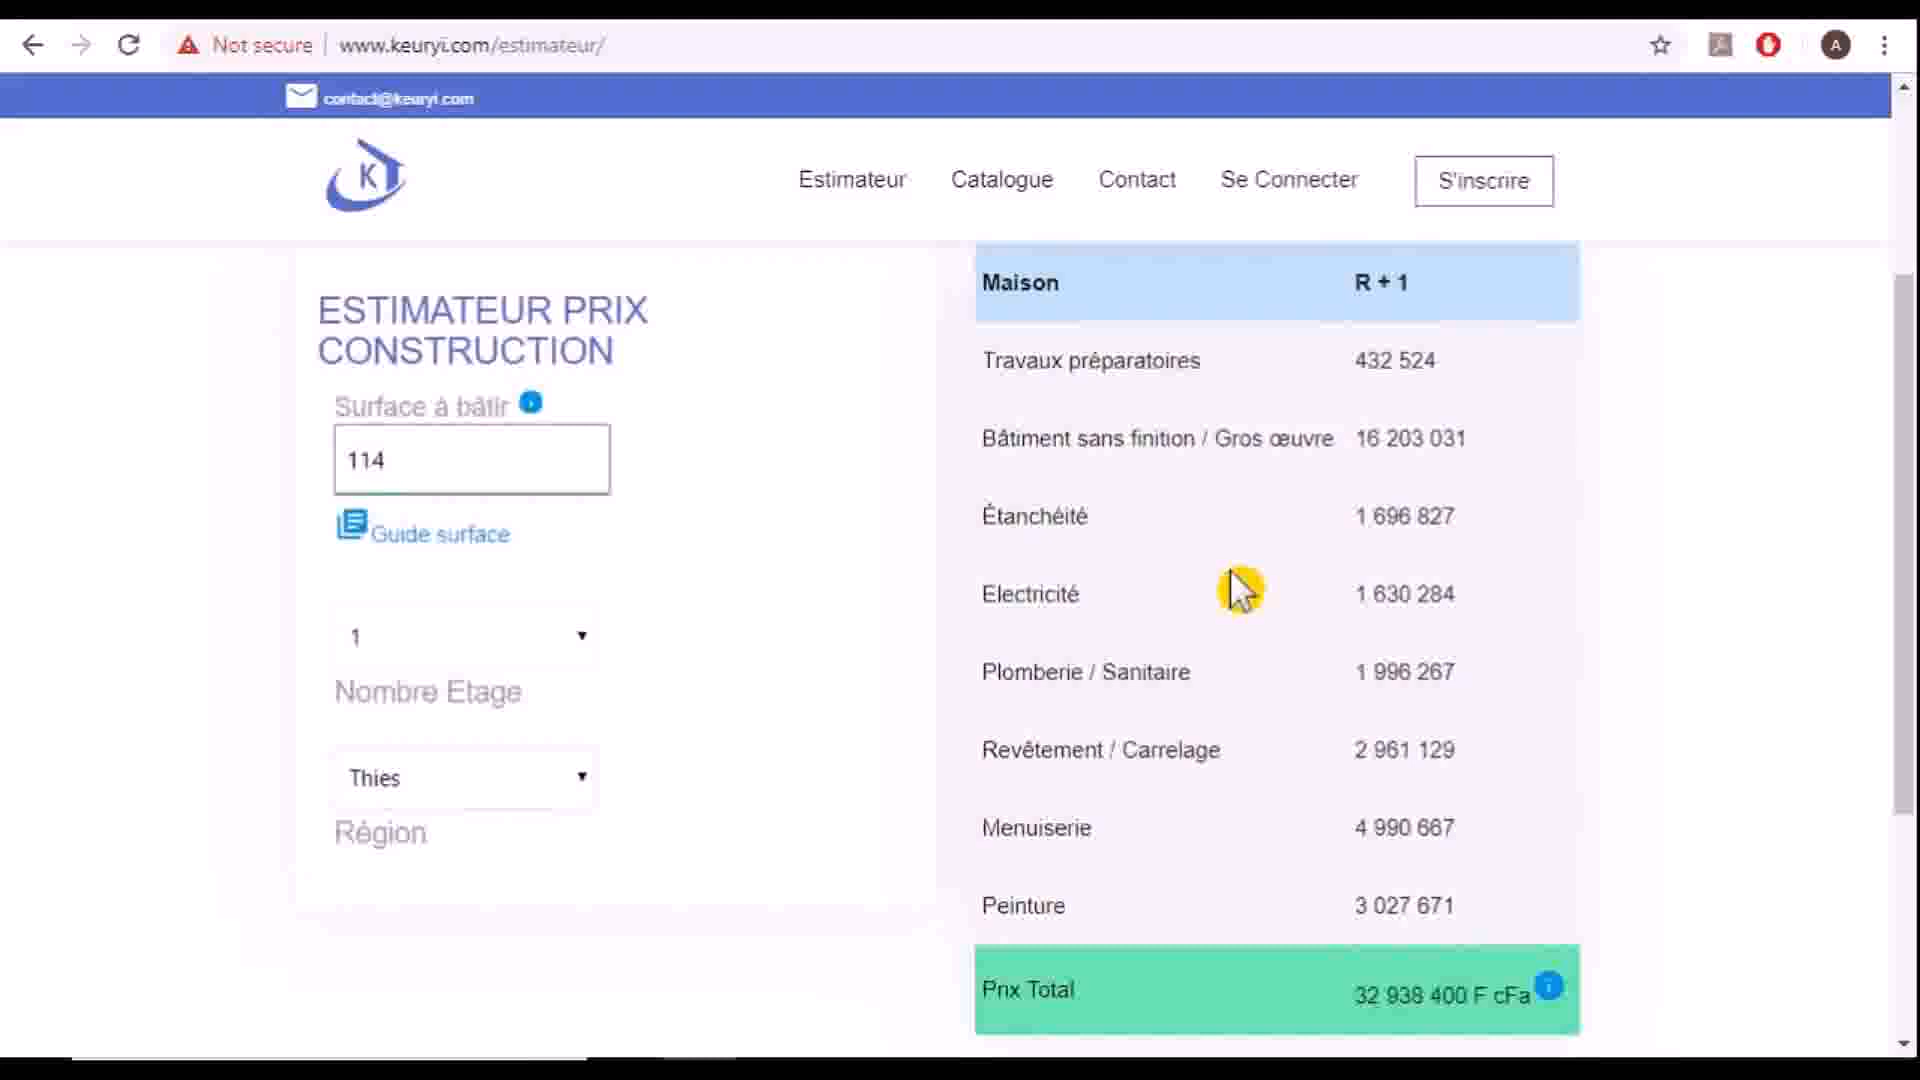 Not secure www.keuryi.com/estimateur/
A
contact@keuryi.com
K
Estimateur Catalogue Contact Se Connecter S'inscrire
ESTIMATEUR PRIX
CONSTRUCTION
Surface à bâtir
114
Guide surface
1
Nombre Etage
Thies
Région
Maison R + 1
Travaux préparatoires 432 524
Bâtiment sans finition / Gros œuvre 16 203 031
Étanchéité 1 696 827
Electricité 1 630 284
Plomberie / Sanitaire 1 996 267
Revêtement / Carrelage 2 961 129
Menuiserie 4 990 667
Peinture 3 027 671
Prix Total 32 938 400 F cFa